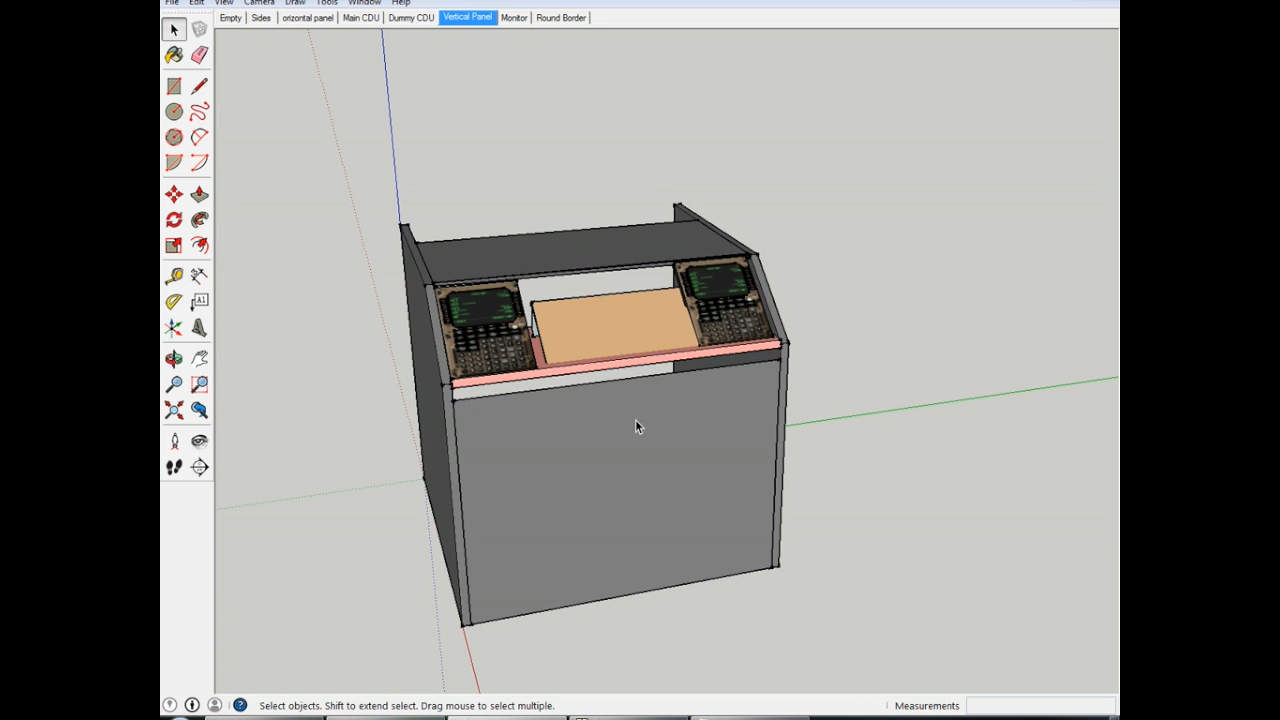 File Edit View Camera Draw Tools Window Help
Empty Sides orizontal panel Main CDU Dummy CDU Vertical Panel Monitor Round Border
A1
Select objects. Shift to extend select. Drag mouse to select multiple. Measurements